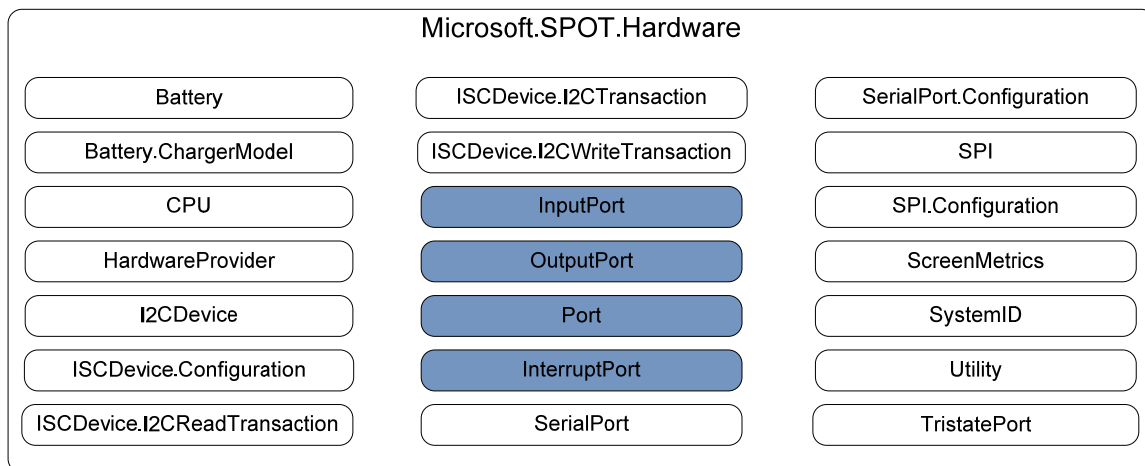 Microsoft.SPOT.Hardware
Battery
Battery.ChargerModel
CPU
HardwareProvider
I2CDevice
ISCDevice.Configuration
ISCDevice.I2CReadTransaction
ISCDevice.I2CTransaction
ISCDevice.I2CWriteTransaction
InputPort
OutputPort
Port
InterruptPort
SerialPort
SerialPort.Configuration
SPI
SPI.Configuration
ScreenMetrics
SystemID
Utility
TristatePort